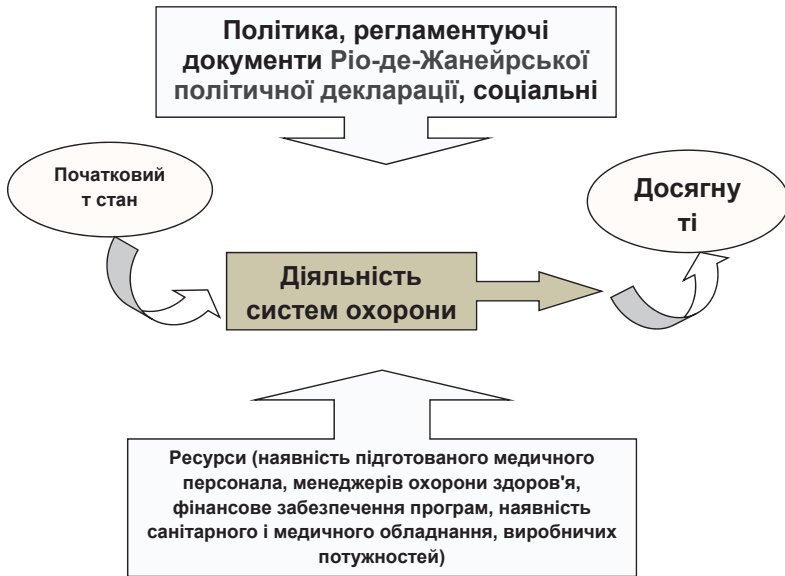 Політика, регламентуючі
документи Ріо-де-Жанейрської
політичної декларації, соціальні
Початковий
т стан
Досягну
ті
Діяльність
систем охорони
Ресурси (наявність підготованого медичного
персонала, менеджерів охорони здоров'я,
фінансове забезпечення програм, наявність
санітарного і медичного обладнання, виробничих
потужностей)